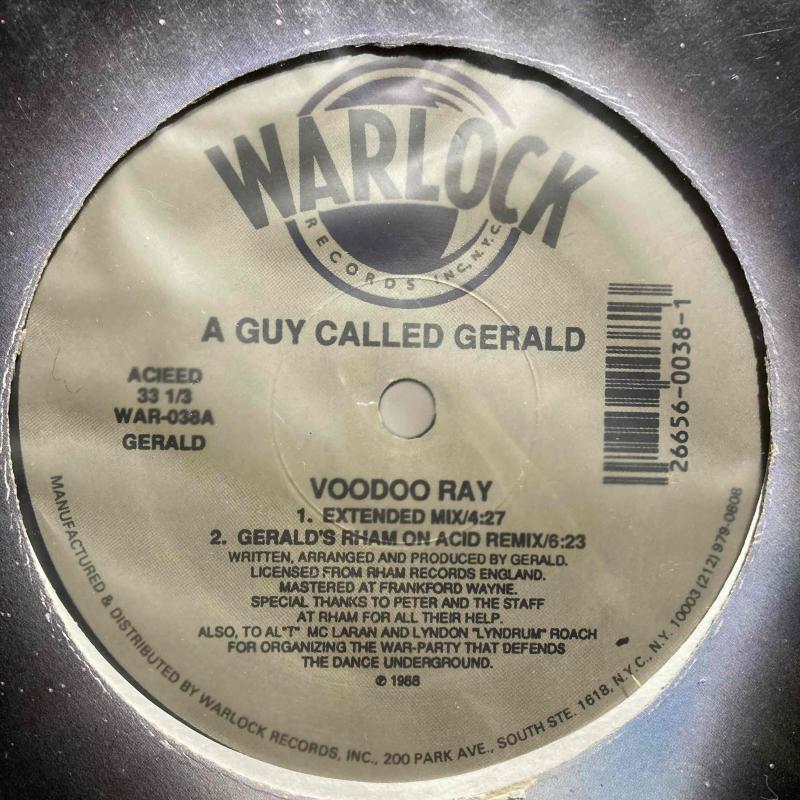 WARLOCK
RECORDS INC, N.Y.C.
A GUY CALLED GERALD
ACIEED
33 1/3
WAR-038A
GERALD
26656-0038-1
VOODOO RAY
1. EXTENDED MIX/4:27
2. GERALD'S RHAM ON ACID REMIX/6:23
WRITTEN, ARRANGED AND PRODUCED BY GERALD.
LICENSED FROM RHAM RECORDS ENGLAND.
MASTERED AT FRANKFORD WAYNE.
SPECIAL THANKS TO PETER AND THE STAFF
AT RHAM FOR ALL THEIR HELP.
ALSO, TO AL"T" MC LARAN AND LYNDON "LYNDRUM" ROACH
FOR ORGANIZING THE WAR-PARTY THAT DEFENDS
THE DANCE UNDERGROUND.
℗ 1988
MANUFACTURED & DISTRIBUTED BY WARLOCK RECORDS, INC., 200 PARK AVE., SOUTH STE. 1618, N.Y.C., N.Y. 10003 (212) 979-0808